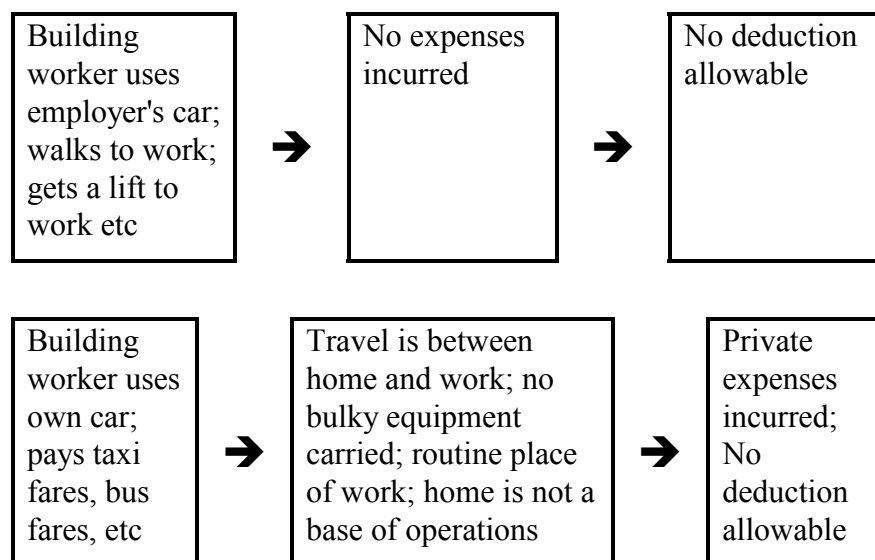 Building
worker uses
employer's car;
walks to work;
gets a lift to
work etc
No expenses
incurred
No deduction
allowable
Building
worker uses
own car;
pays taxi
fares, bus
fares, etc
Travel is between
home and work; no
bulky equipment
carried; routine place
of work; home is not a
base of operations
Private
expenses
incurred;
No
deduction
allowable